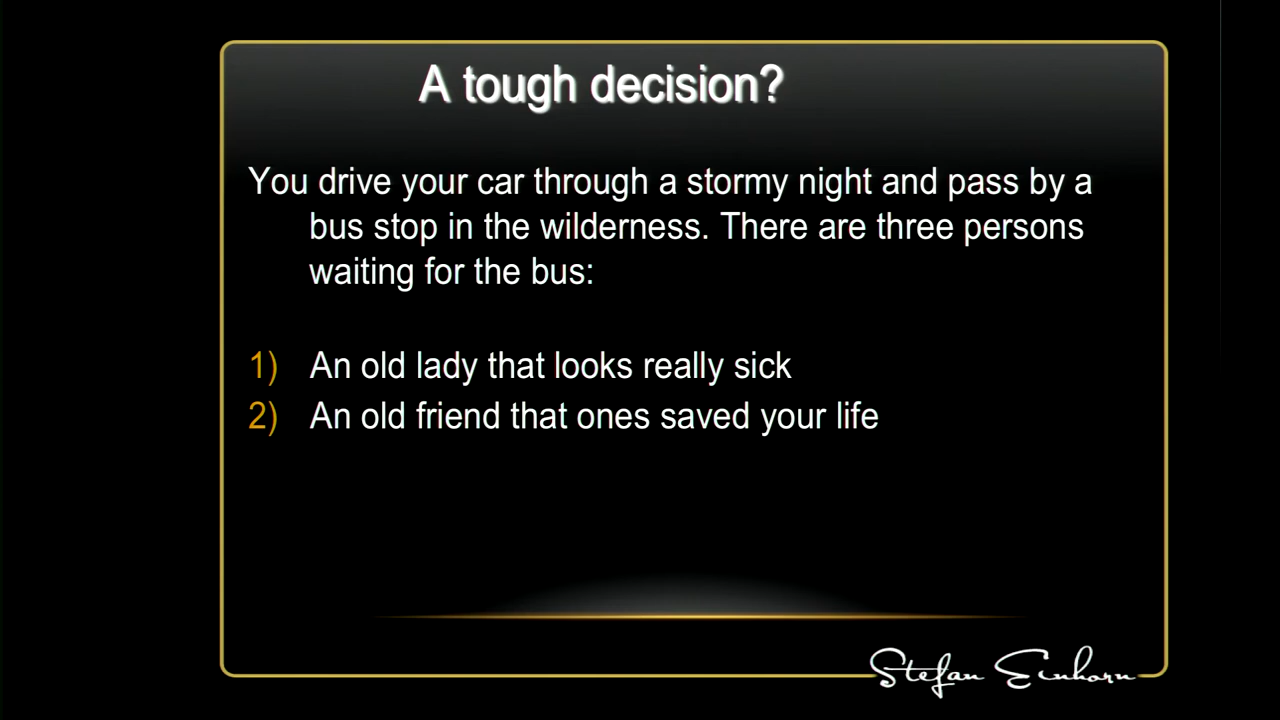 A tough decision?
You drive your car through a stormy night and pass by a
bus stop in the wilderness. There are three persons
waiting for the bus:
1) An old lady that looks really sick
2) An old friend that ones saved your life
Stefan Einhorn